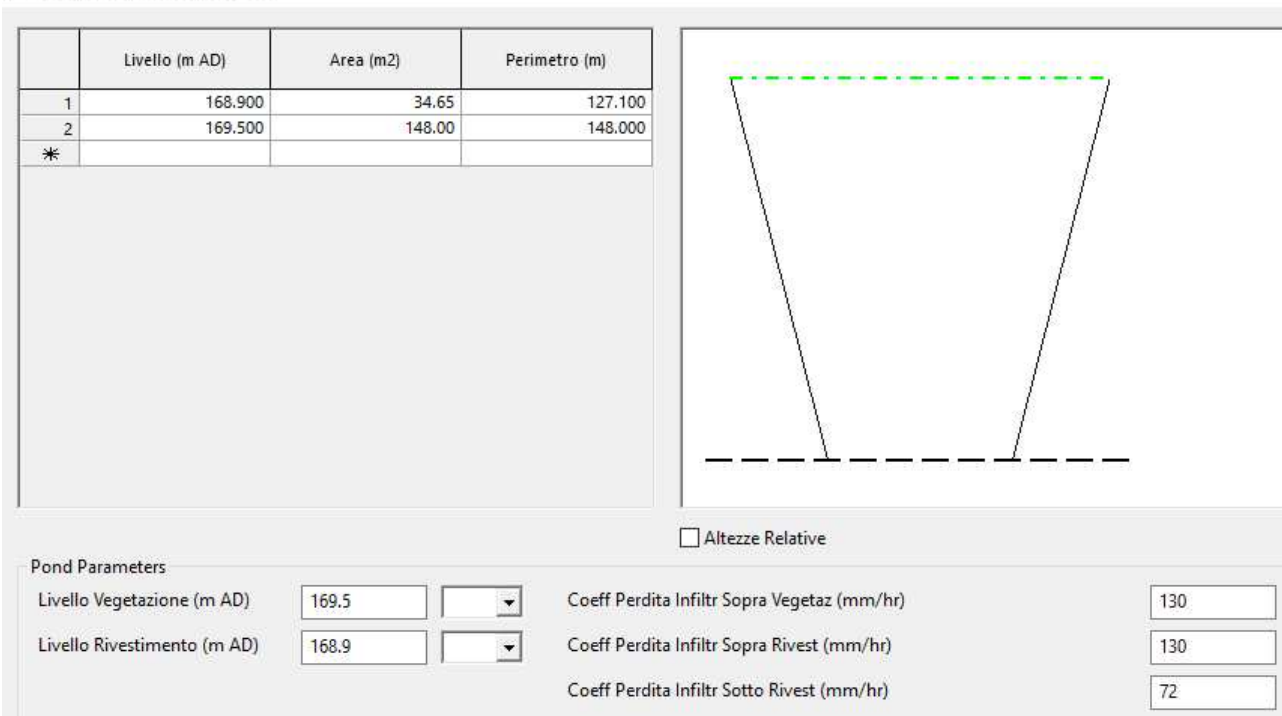 Livello (m AD) Area (m2) Perimetro (m)
1 168.900 34.65 127.100
2 169.500 148.00 148.000
Altezze Relative
Pond Parameters
Livello Vegetazione (m AD) 169.5 Coeff Perdita Infiltr Sopra Vegetaz (mm/hr) 130
Livello Rivestimento (m AD) 168.9 Coeff Perdita Infiltr Sopra Rivest (mm/hr) 130
Coeff Perdita Infiltr Sotto Rivest (mm/hr) 72